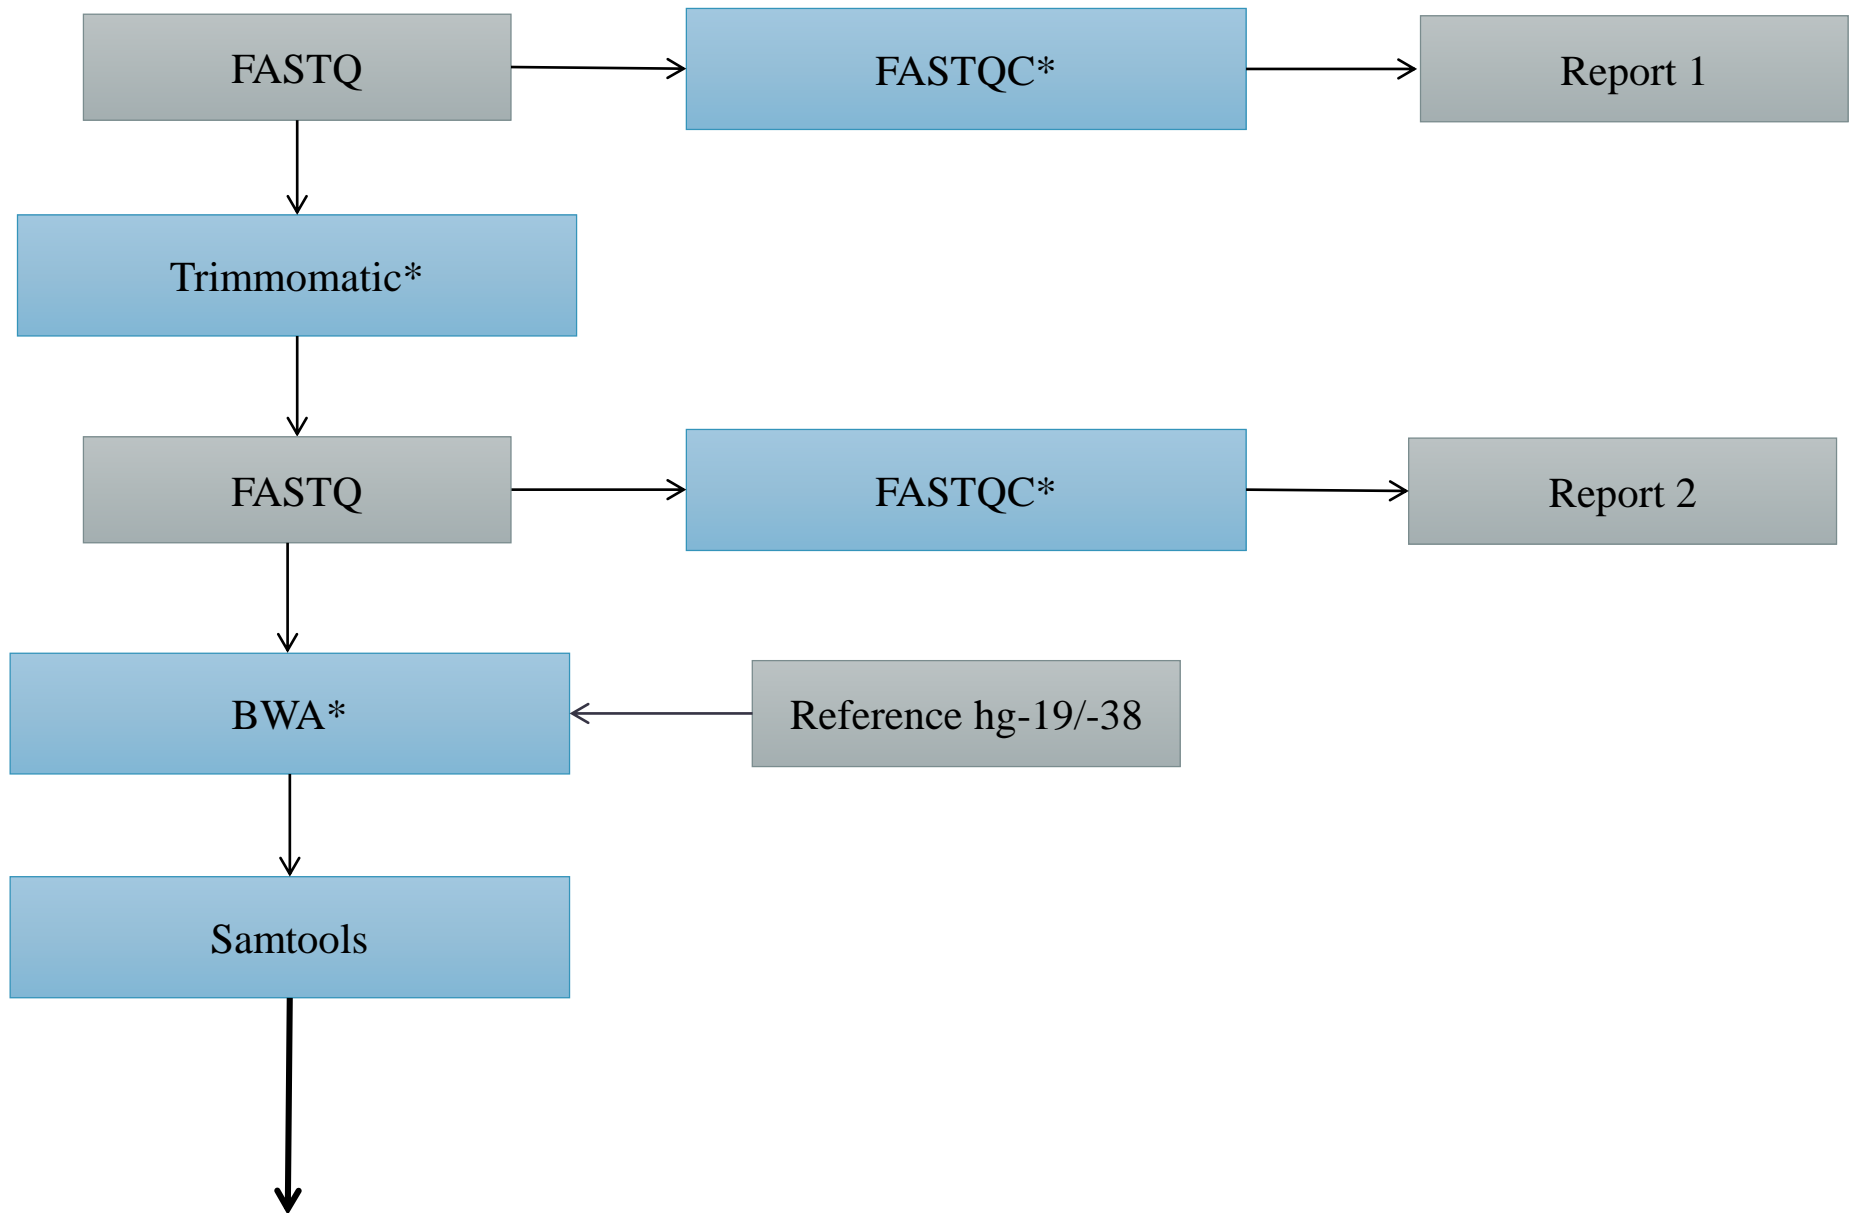 FASTQ
FASTQC*
Report 1
Trimmomatic*
FASTQ
FASTQC*
Report 2
BWA*
Reference hg-19/-38
Samtools